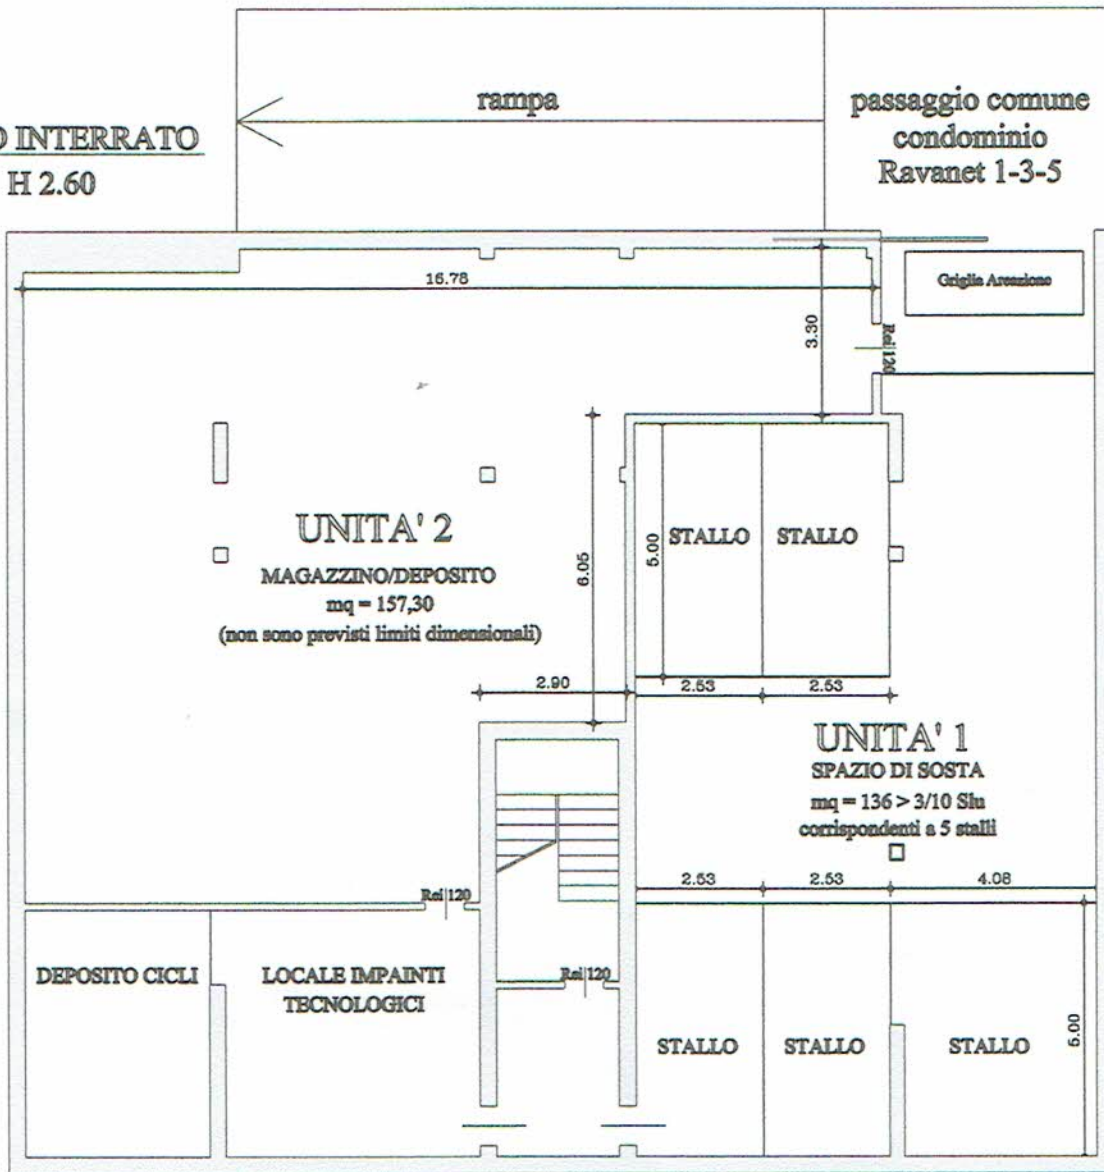 rampa
passaggio comune
condominio
Ravanet 1-3-5
O INTERRATO
H 2.60
16.78
3.30
Griglia Areazione
Rei 120
6.05
5.00
STALLO
STALLO
UNITA' 2
MAGAZZINO/DEPOSITO
mq = 157,30
(non sono previsti limiti dimensionali)
2.90
2.53
2.53
UNITA' 1
SPAZIO DI SOSTA
mq = 136 > 3/10 Slu
corrispondenti a 5 stalli
2.53
2.53
4.08
Rei 120
DEPOSITO CICLI
LOCALE IMPAINTI
TECNOLOGICI
Rei 120
STALLO
STALLO
STALLO
5.00